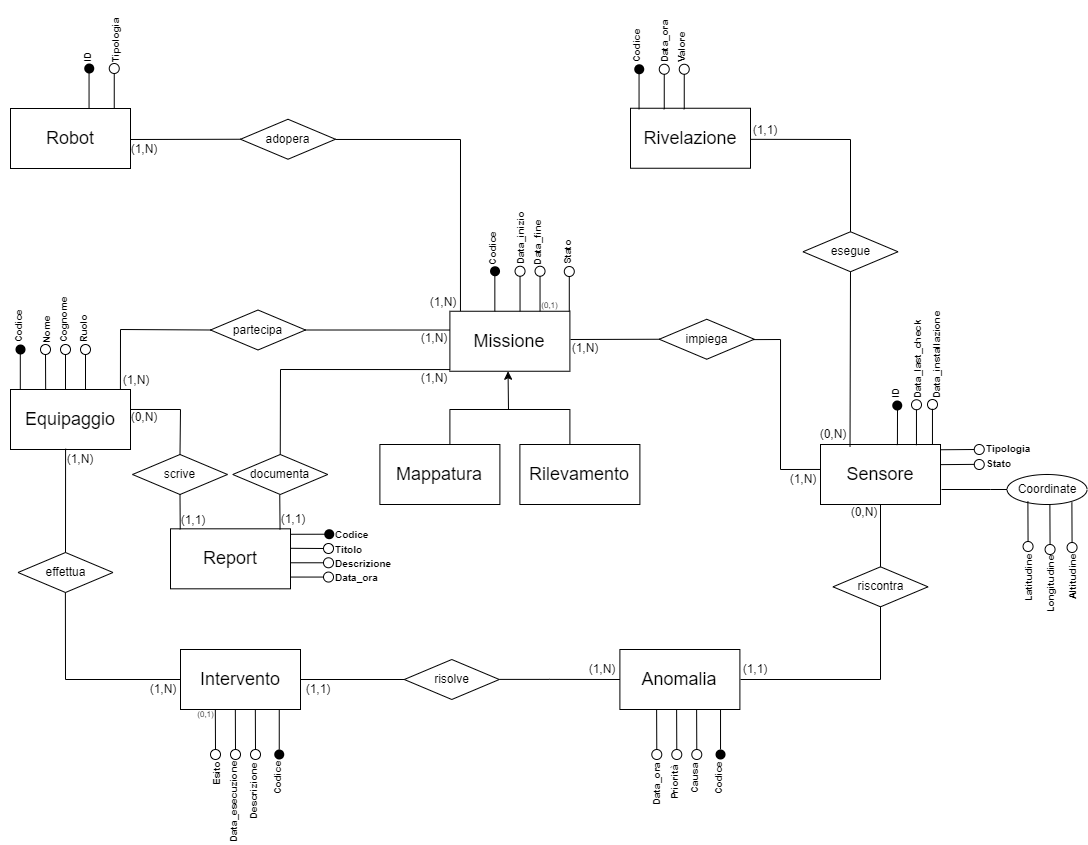 ID
Tipologia
Robot
(1,N)
adopera
(1,N)
Codice
Data_ora
Valore
Rivelazione
(1,1)
esegue
(0,N)
Codice
Data_inizio
Data_fine
Stato
(0,1)
Missione
(1,N)
partecipa
(1,N)
(1,N)
(1,N)
impiega
(1,N)
Codice
Nome
Cognome
Ruolo
Equipaggio
(0,N)
(1,N)
scrive
documenta
(1,1)
(1,1)
Mappatura
Rilevamento
ID
Data_last_check
Data_installazione
Sensore
Tipologia
Stato
Coordinate
Latitudine
Longitudine
Altitudine
(0,N)
riscontra
Report
Codice
Titolo
Descrizione
Data_ora
effettua
(1,N)
Intervento
(1,1)
risolve
(1,N)
Anomalia
(1,1)
(0,1)
Esito
Data_esecuzione
Descrizione
Codice
Data_ora
Priorità
Causa
Codice